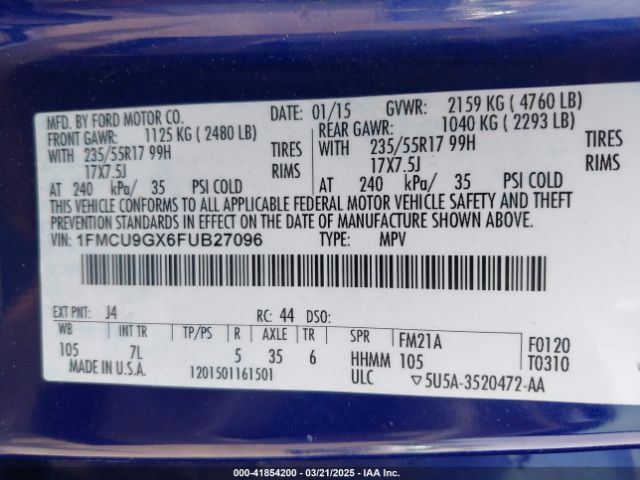 MFD. BY FORD MOTOR CO. DATE: 01/15 GVWR: 2159 KG ( 4760 LB)
FRONT GAWR: 1125 KG ( 2480 LB) REAR GAWR: 1040 KG ( 2293 LB)
WITH 235/55R17 99H TIRES WITH 235/55R17 99H TIRES
17X7.5J RIMS 17X7.5J RIMS
AT 240 kPa/ 35 PSI COLD AT 240 kPa/ 35 PSI COLD
THIS VEHICLE CONFORMS TO ALL APPLICABLE FEDERAL MOTOR VEHICLE SAFETY AND THEFT
PREVENTION STANDARDS IN EFFECT ON THE DATE OF MANUFACTURE SHOWN ABOVE.
VIN: 1FMCU9GX6FUB27096 TYPE: MPV
EXT PNT: J4 RC: 44 DSO:
WB INT TR TP/PS R AXLE TR SPR FM21A F0120
105 7L 5 35 6 HHMM 105 T0310
MADE IN U.S.A. 1201501161501 ULC ▽5U5A-3520472-AA
000-41854200 - 03/21/2025 - IAA Inc.